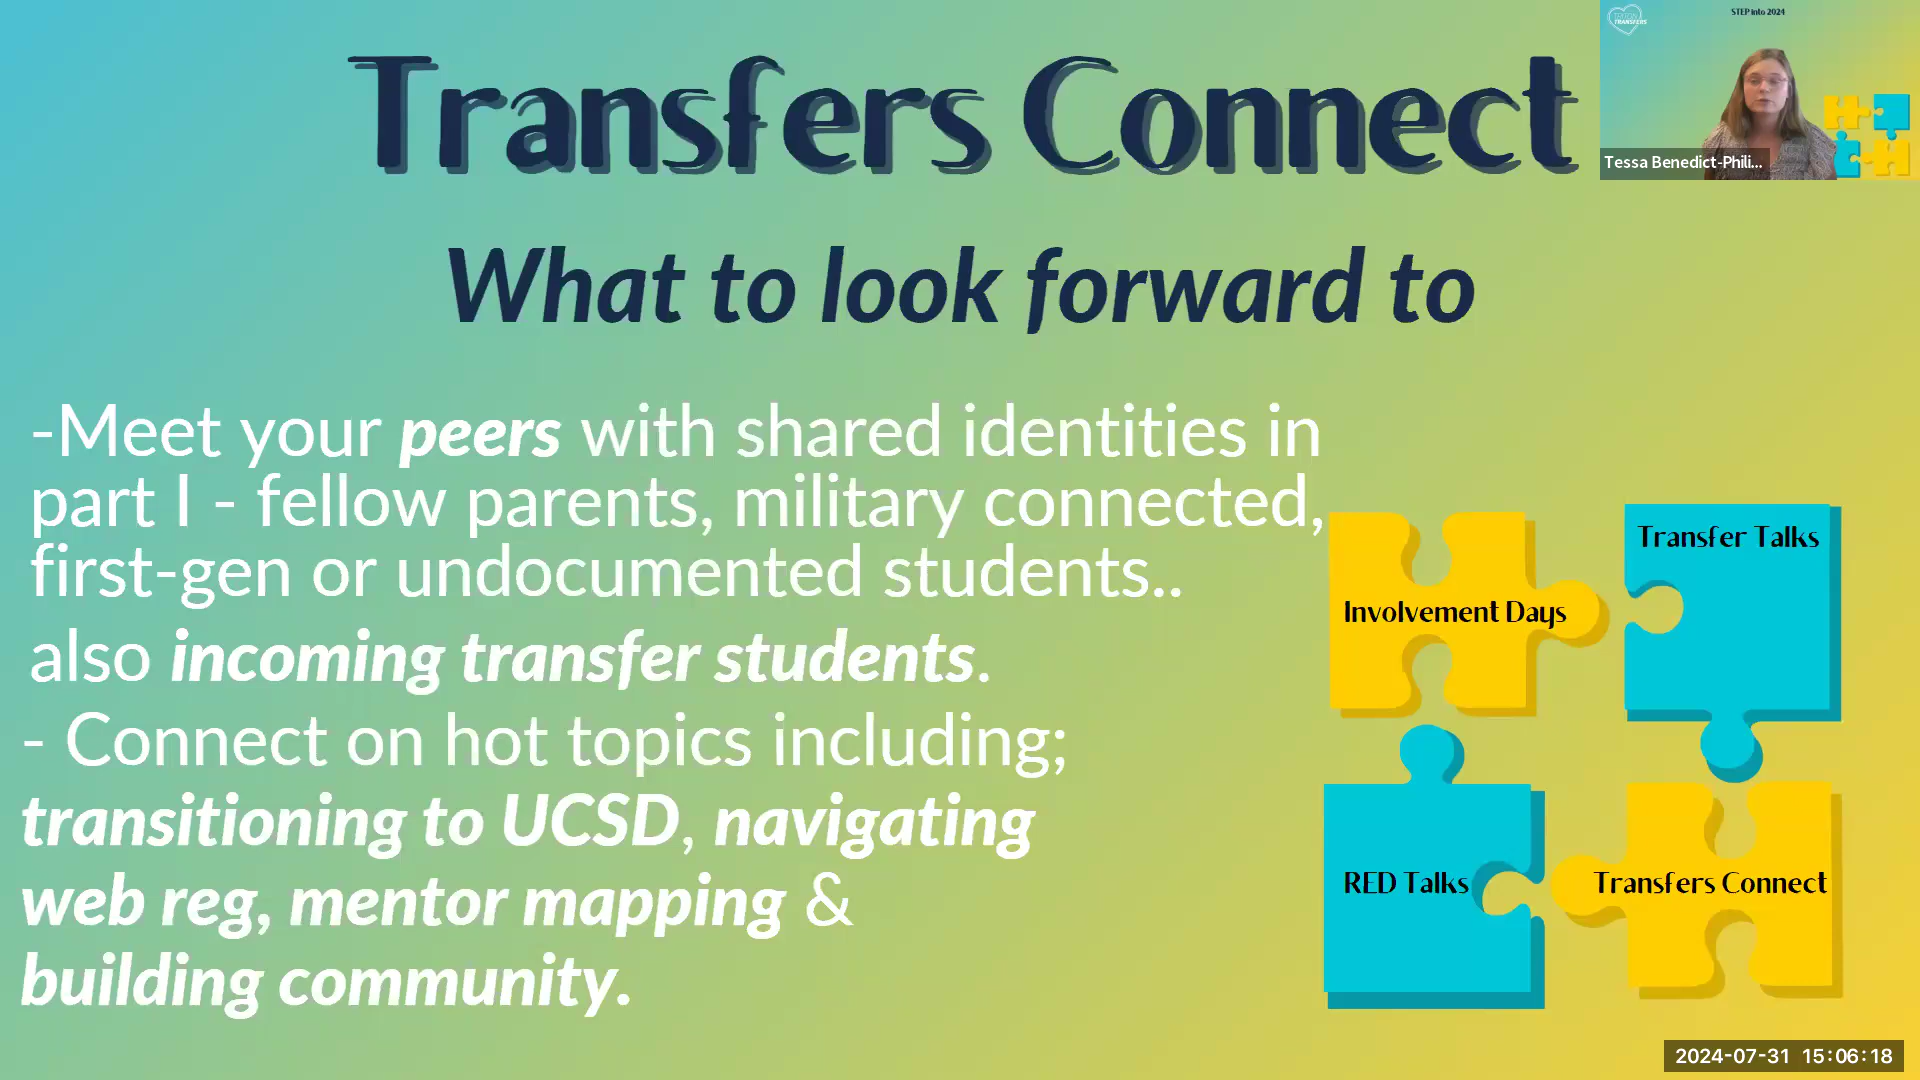 STEP into 2024
TRANSFERS
Tessa Benedict-Phili...
Transfers Connect
What to look forward to
-Meet your peers with shared identities in
part I - fellow parents, military connected,
first-gen or undocumented students..
also incoming transfer students.
- Connect on hot topics including;
transitioning to UCSD, navigating
web reg, mentor mapping &
building community.
Involvement Days
Transfer Talks
RED Talks
Transfers Connect
2024-07-31 15:06:18